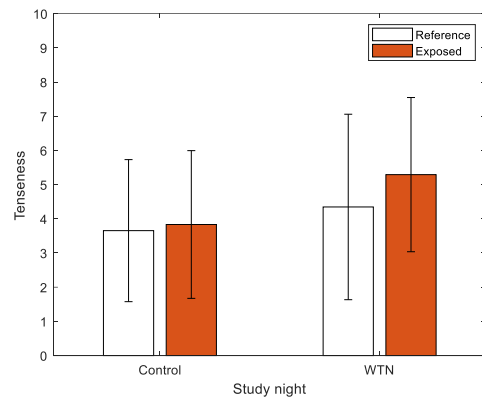 10
9
8
7
6
5
4
3
2
1
0
Tenseness
Reference
Exposed
Control
WTN
Study night